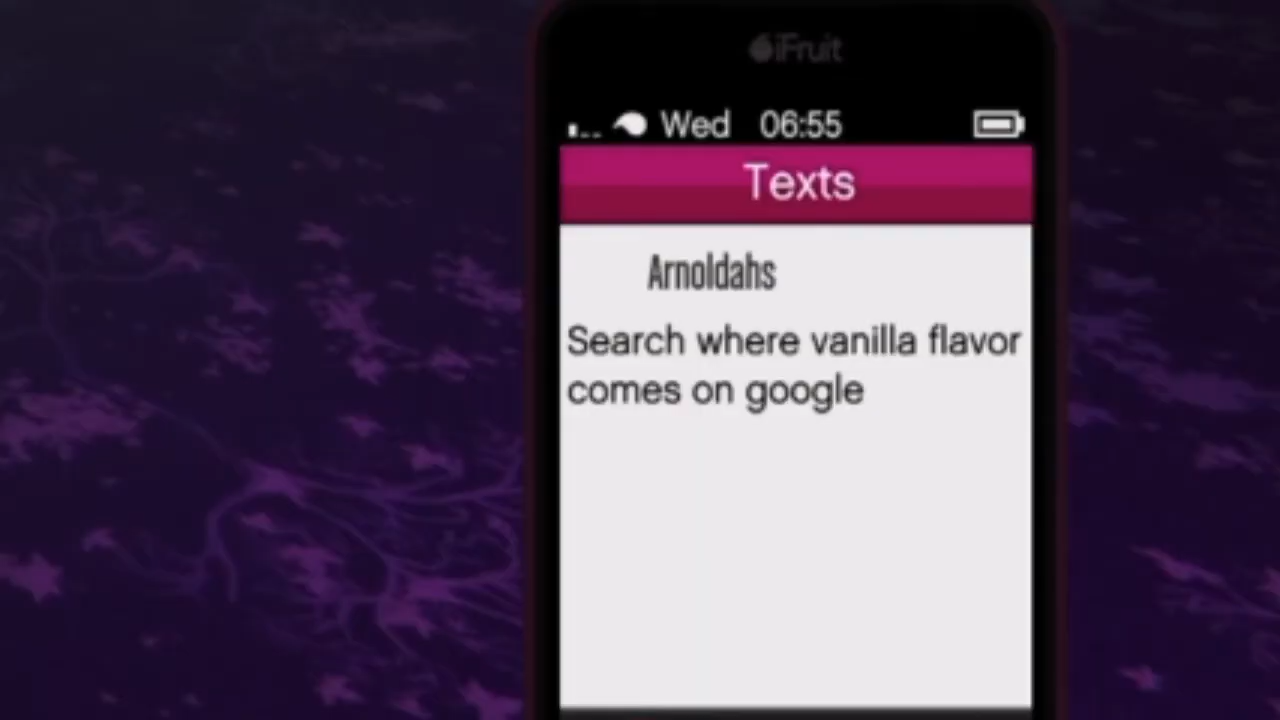 iFruit
Wed 06:55
Texts
Arnoldahs
Search where vanilla flavor
comes on google